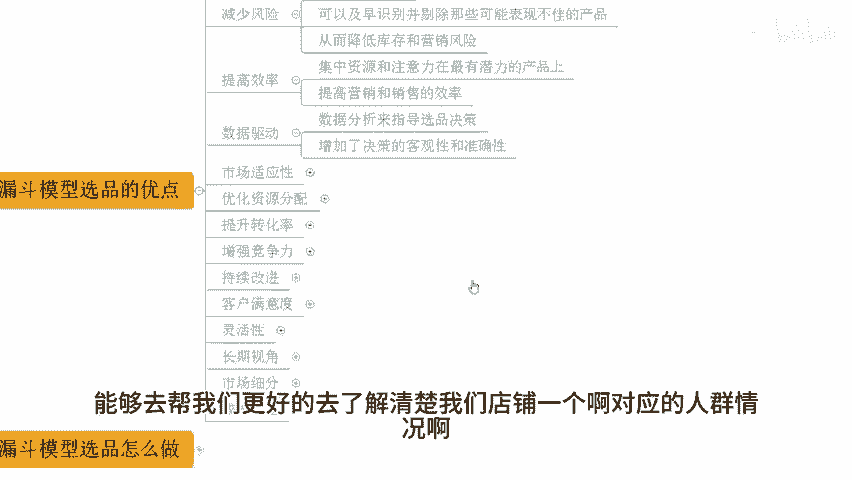 减少风险
可以及早识别并剔除那些可能表现不佳的产品
从而降低库存和营销风险
提高效率
集中资源和注意力在最有潜力的产品上
提高营销和销售的效率
数据驱动
数据分析来指导选品决策
增加了决策的客观性和准确性
漏斗模型选品的优点
市场适应性
优化资源分配
提升转化率
增强竞争力
持续改进
客户满意度
灵活性
长期视角
市场细分
能够去帮我们更好的去了解清楚我们店铺一个啊对应的人群情
况啊
漏斗模型选品怎么做